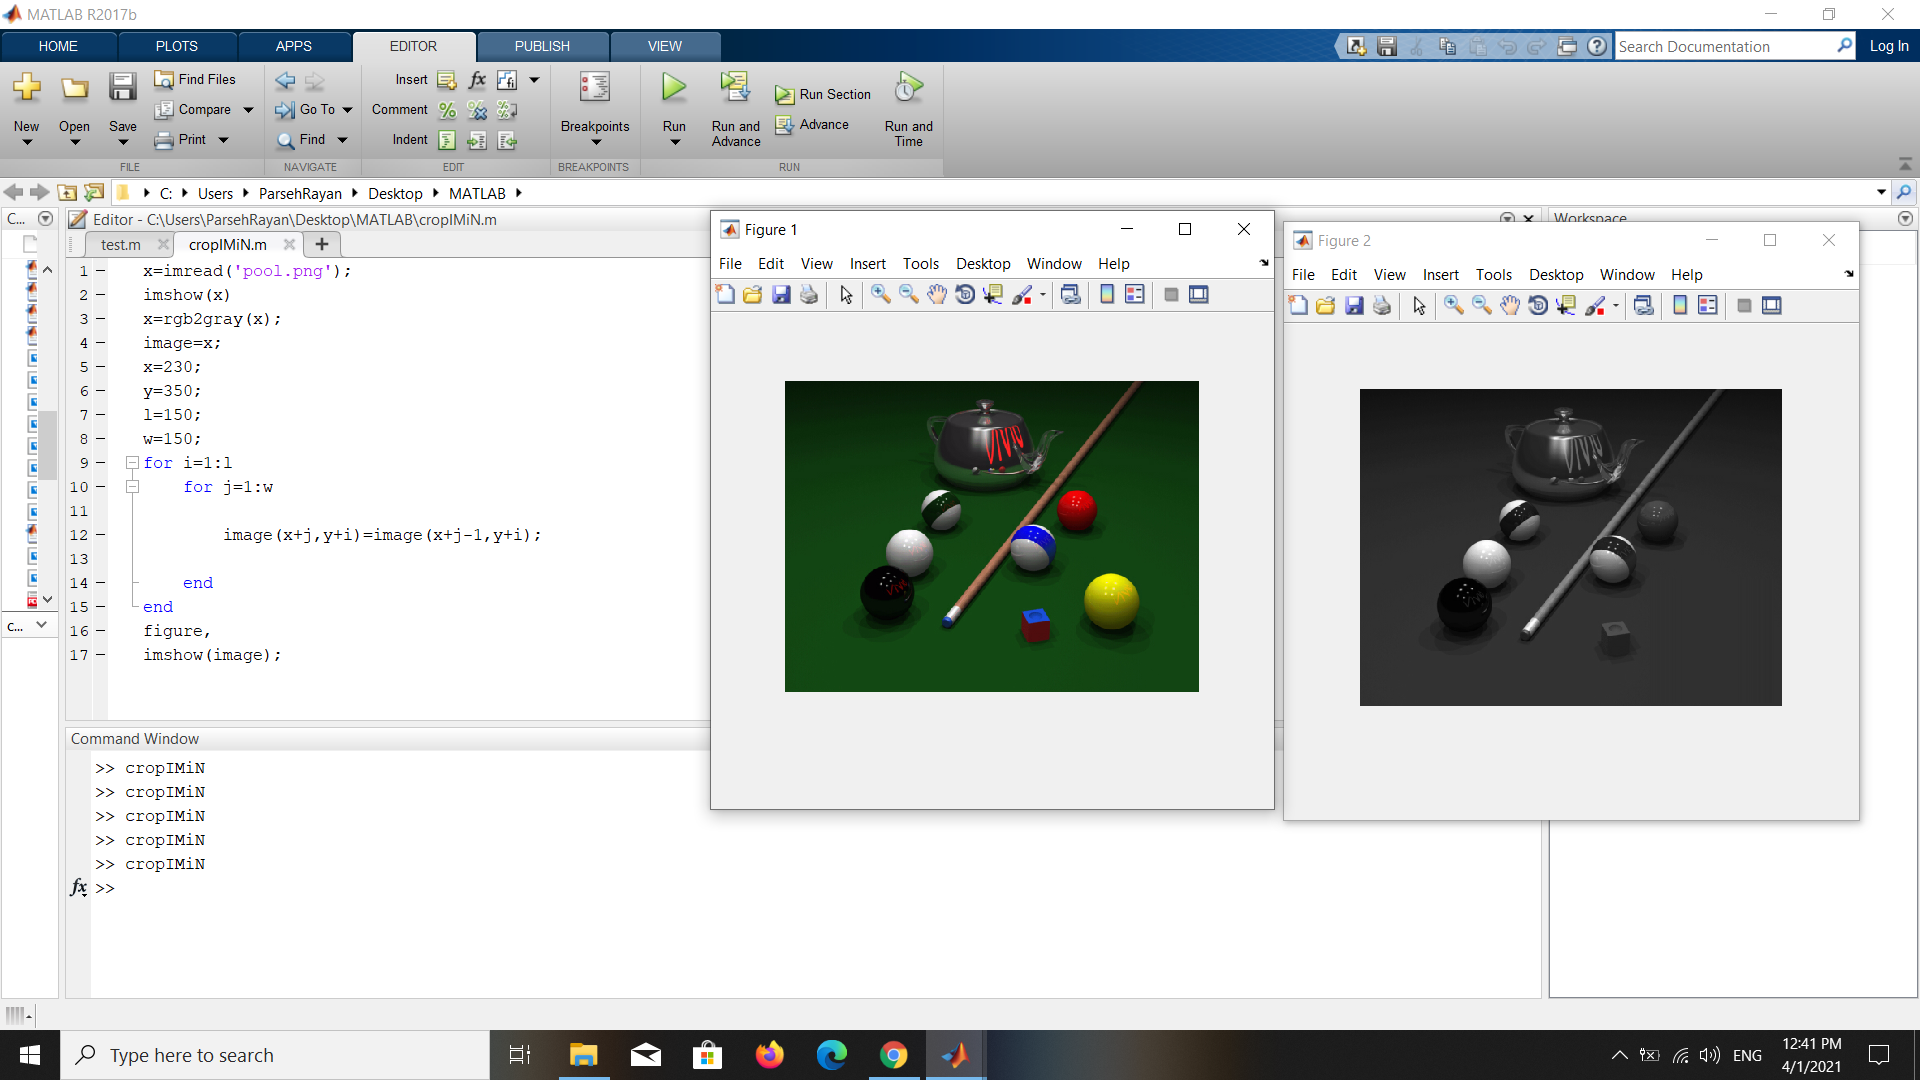 MATLAB R2017b
HOME PLOTS APPS EDITOR PUBLISH VIEW
Search Documentation Log In
New Open Save Find Files Compare Print
Go To Find
Insert fx fi
Comment
Indent
Breakpoints
Run Run and Advance Run Section Advance Run and Time
FILE NAVIGATE EDIT BREAKPOINTS RUN
C: Users ParsehRayan Desktop MATLAB
C...
Editor - C:\Users\ParsehRayan\Desktop\MATLAB\cropIMiN.m
Workspace
test.m cropIMiN.m
1 x=imread('pool.png');
2 imshow(x)
3 x=rgb2gray(x);
4 image=x;
5 x=230;
6 y=350;
7 l=150;
8 w=150;
9 for i=1:l
10 for j=1:w
11
12 image(x+j,y+i)=image(x+j-1,y+i);
13
14 end
15 end
16 figure,
17 imshow(image);
c...
Figure 1
File Edit View Insert Tools Desktop Window Help
Figure 2
File Edit View Insert Tools Desktop Window Help
Command Window
>> cropIMiN
>> cropIMiN
>> cropIMiN
>> cropIMiN
>> cropIMiN
fx >>
Type here to search
ENG
12:41 PM
4/1/2021